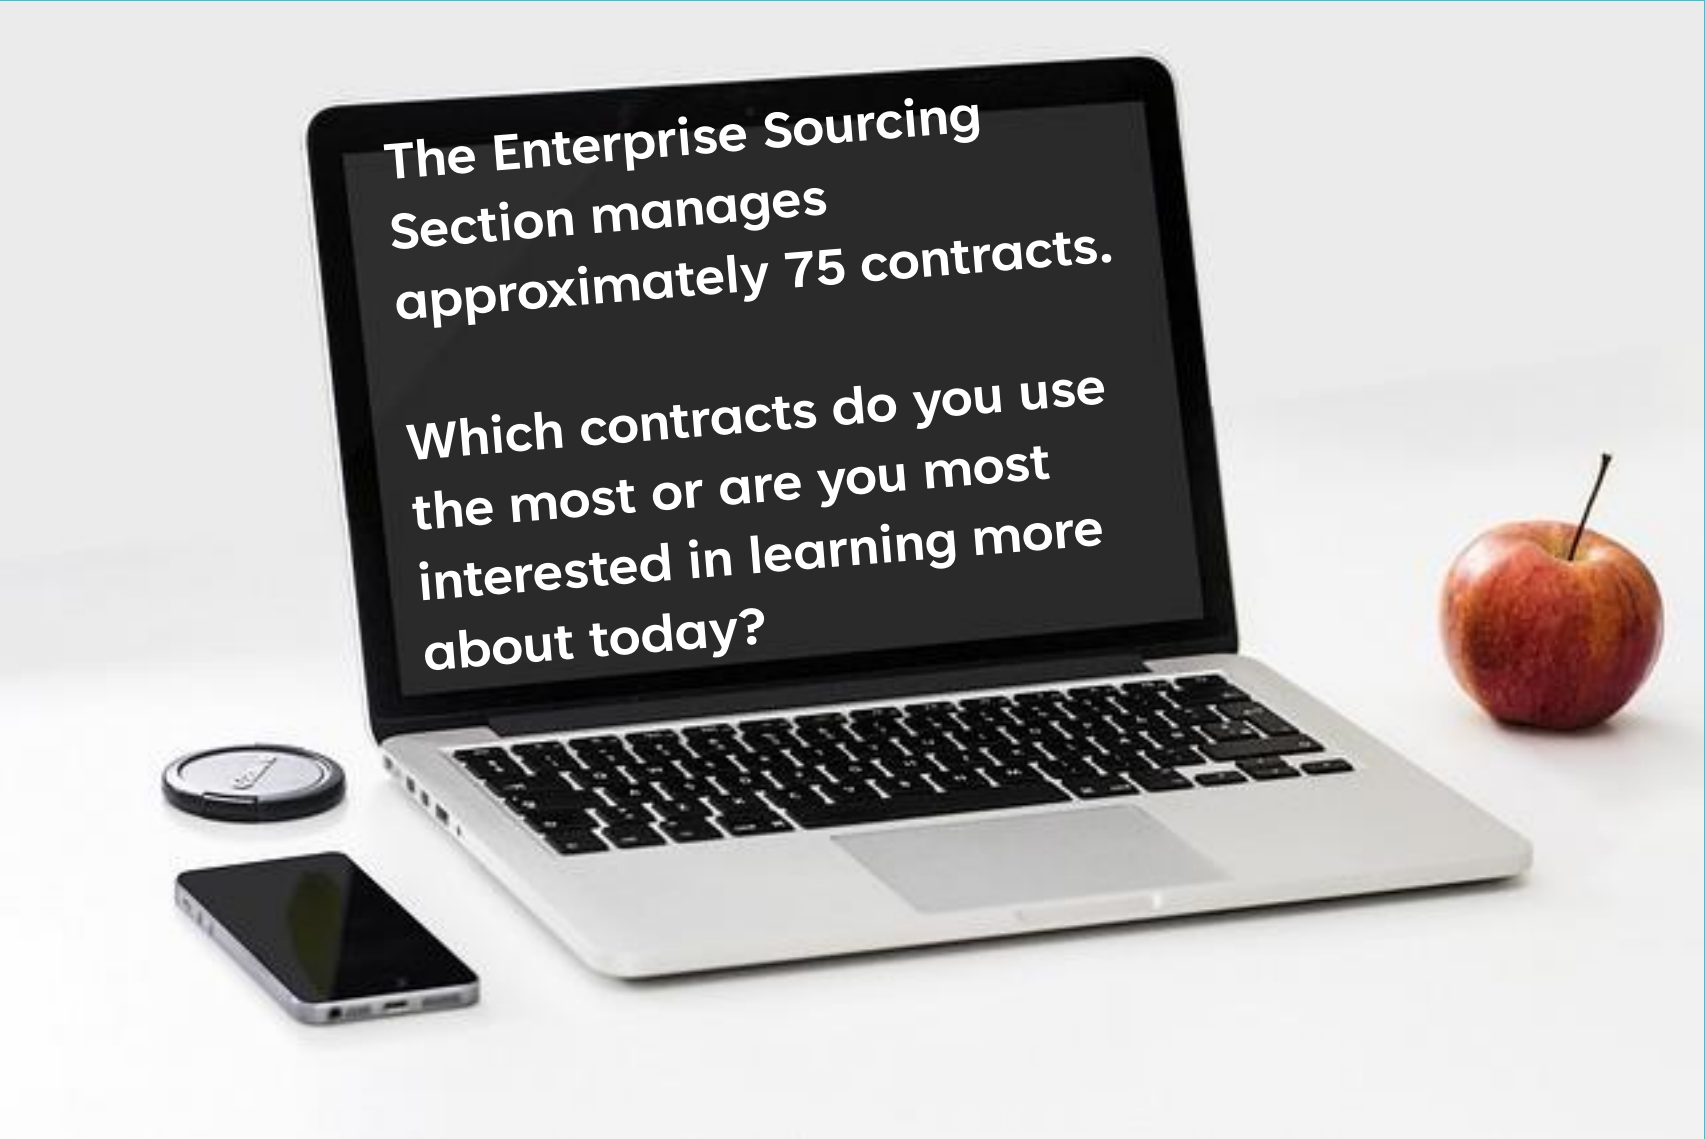 The Enterprise Sourcing
Section manages
approximately 75 contracts.
Which contracts do you use
the most or are you most
interested in learning more
about today?